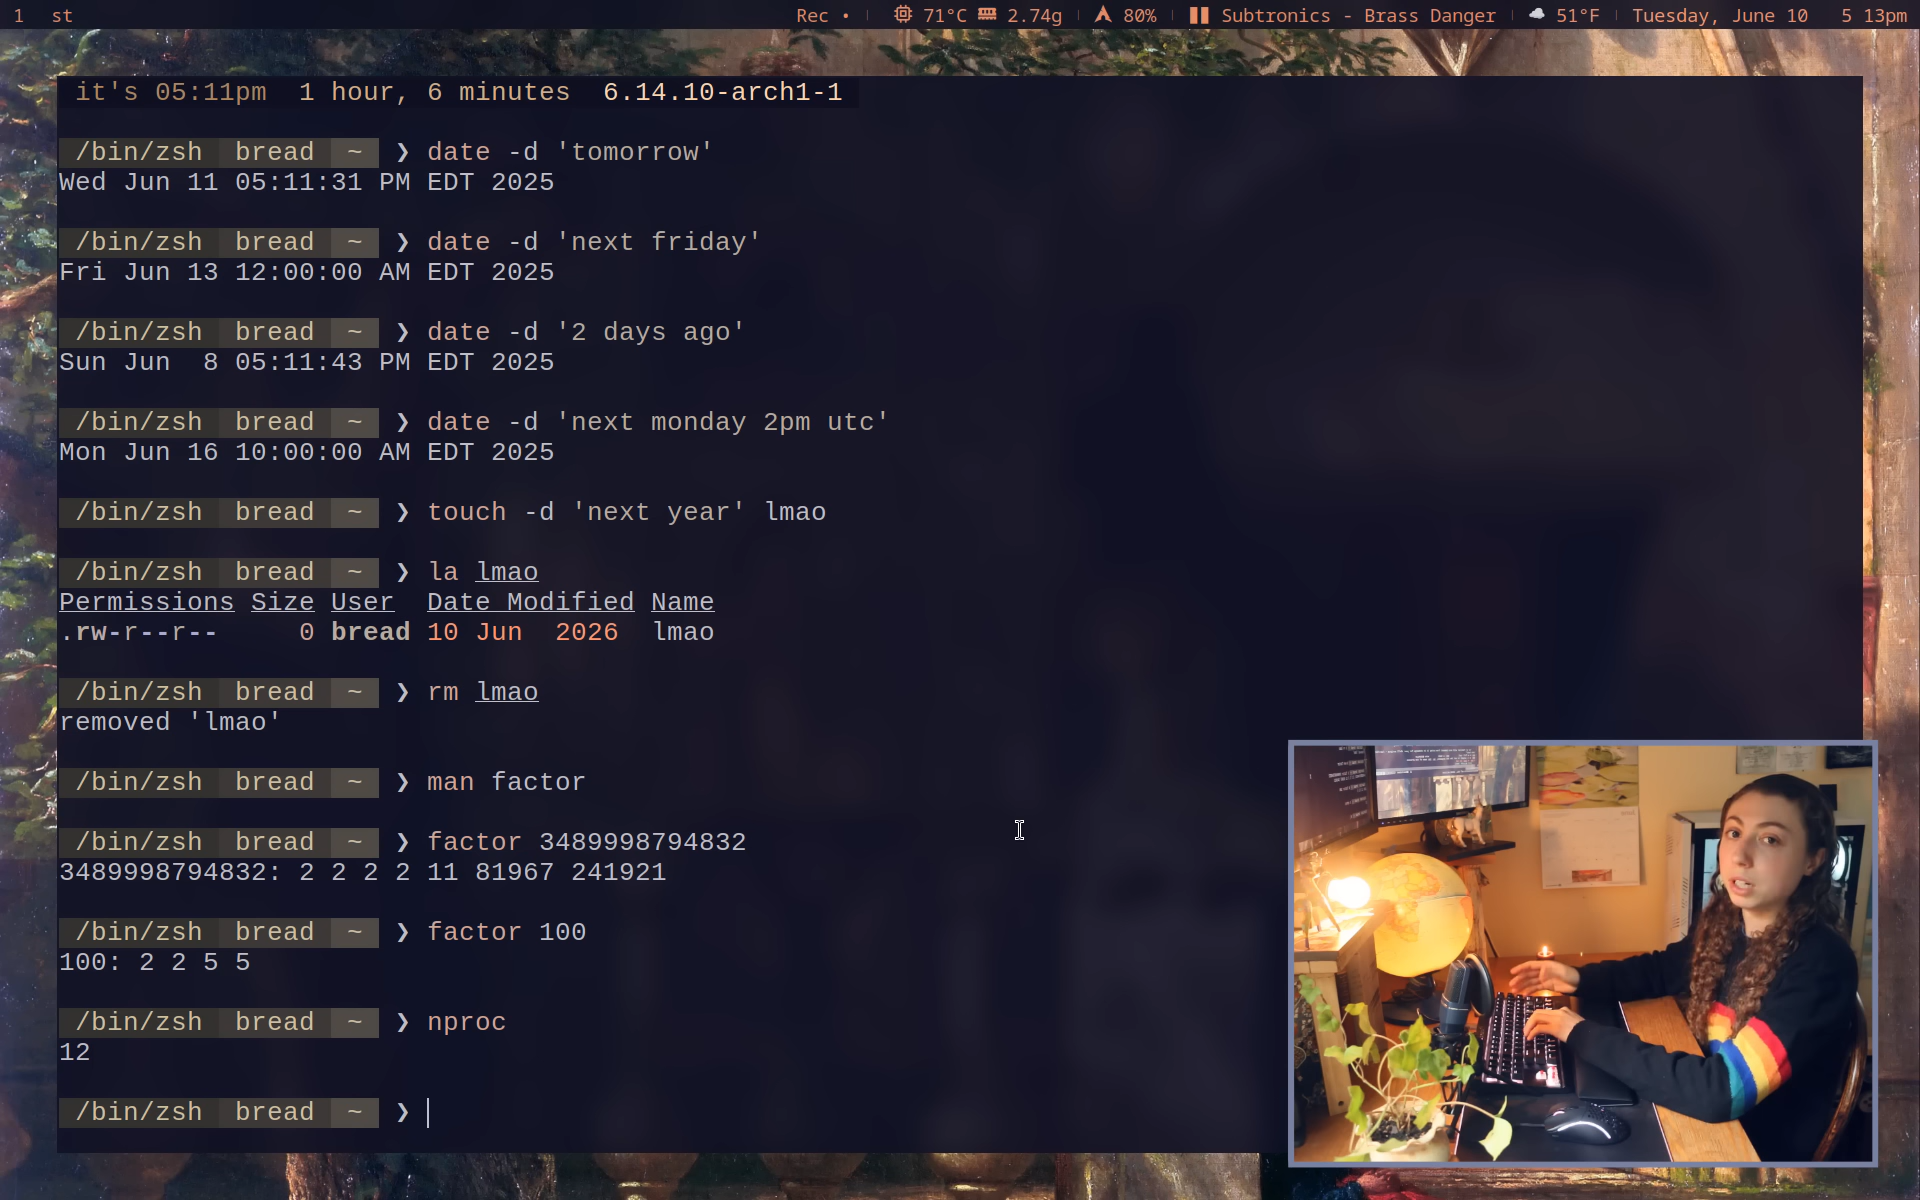 1 st Rec • 71°C 2.74g 80% Subtronics - Brass Danger 51°F Tuesday, June 10 5 13pm
it's 05:11pm 1 hour, 6 minutes 6.14.10-arch1-1
/bin/zsh bread ~ ❯ date -d 'tomorrow'
Wed Jun 11 05:11:31 PM EDT 2025
/bin/zsh bread ~ ❯ date -d 'next friday'
Fri Jun 13 12:00:00 AM EDT 2025
/bin/zsh bread ~ ❯ date -d '2 days ago'
Sun Jun  8 05:11:43 PM EDT 2025
/bin/zsh bread ~ ❯ date -d 'next monday 2pm utc'
Mon Jun 16 10:00:00 AM EDT 2025
/bin/zsh bread ~ ❯ touch -d 'next year' lmao
/bin/zsh bread ~ ❯ la lmao
Permissions Size User Date Modified Name
.rw-r--r-- 0 bread 10 Jun 2026 lmao
/bin/zsh bread ~ ❯ rm lmao
removed 'lmao'
/bin/zsh bread ~ ❯ man factor
/bin/zsh bread ~ ❯ factor 3489998794832
3489998794832: 2 2 2 2 11 81967 241921
/bin/zsh bread ~ ❯ factor 100
100: 2 2 5 5
/bin/zsh bread ~ ❯ nproc
12
/bin/zsh bread ~ ❯